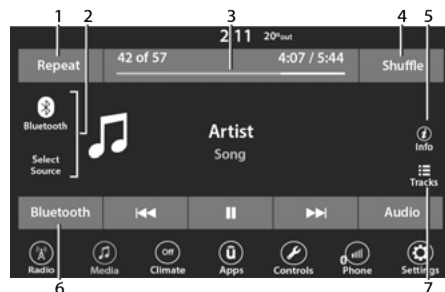 1 2 3 4 5
2 11 20°out
Repeat 42 of 57 4:07 / 5:44 Shuffle
Bluetooth
Artist
Song
Info
Select
Source
Tracks
Bluetooth Audio
Off
Radio Media Climate Apps Controls Phone Settings
6 7